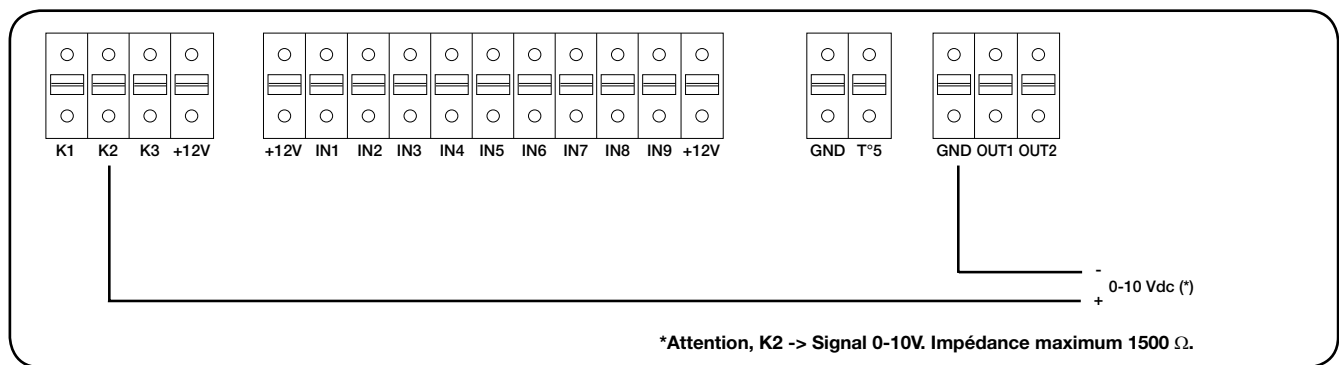 K1 K2 K3 +12V +12V IN1 IN2 IN3 IN4 IN5 IN6 IN7 IN8 IN9 +12V GND T°5 GND OUT1 OUT2
-
0-10 Vdc (*)
+
*Attention, K2 -> Signal 0-10V. Impédance maximum 1500 Ω.